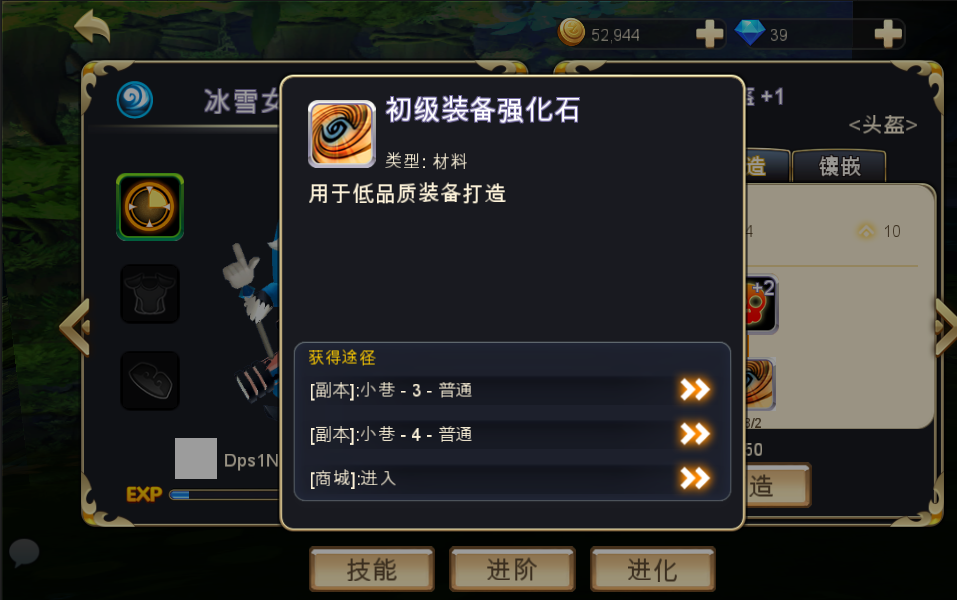 52,944
39
冰雪女
+1
<头盔>
初级装备强化石
类型: 材料
用于低品质装备打造
造
镶嵌
4
10
+2
获得途径
[副本]:小巷 - 3 - 普通
[副本]:小巷 - 4 - 普通
[商城]:进入
/2
50
Dps1N
EXP
造
技能
进阶
进化